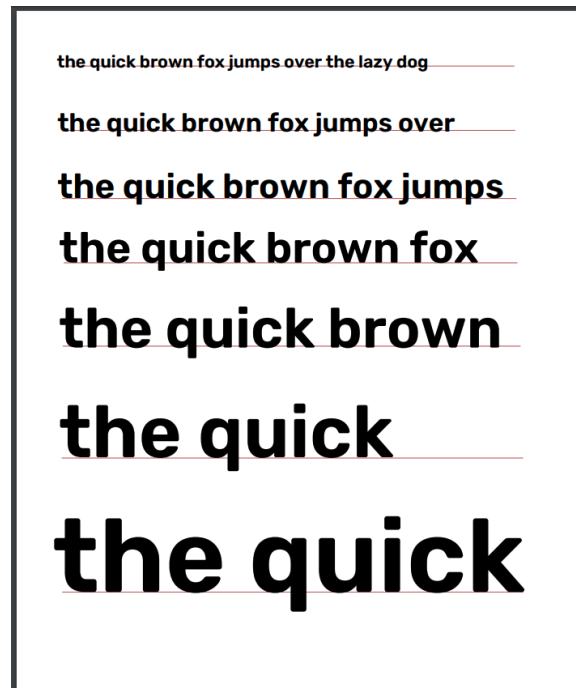 the quick brown fox jumps over the lazy dog
the quick brown fox jumps over
the quick brown fox jumps
the quick brown fox
the quick brown
the quick
the quick